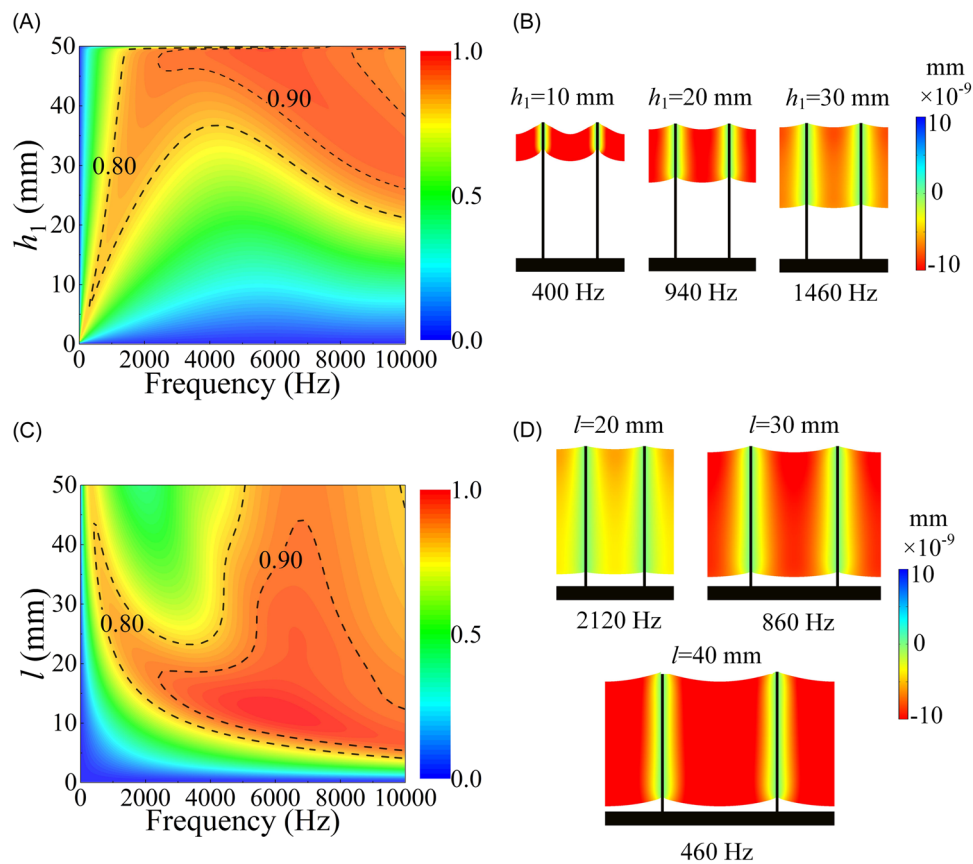 (A)
50
40
30
20
10
0
h₁ (mm)
0.80
0.90
0 2000 4000 6000 8000 10000
Frequency (Hz)
1.0
0.5
0.0
(B)
mm
×10⁻⁹
h₁=10 mm h₁=20 mm h₁=30 mm
10
0
-10
400 Hz 940 Hz 1460 Hz
(C)
50
40
30
20
10
0
l (mm)
0.80
0.90
0 2000 4000 6000 8000 10000
Frequency (Hz)
1.0
0.5
0.0
(D)
l=20 mm l=30 mm
2120 Hz 860 Hz
l=40 mm
460 Hz
mm
×10⁻⁹
10
0
-10